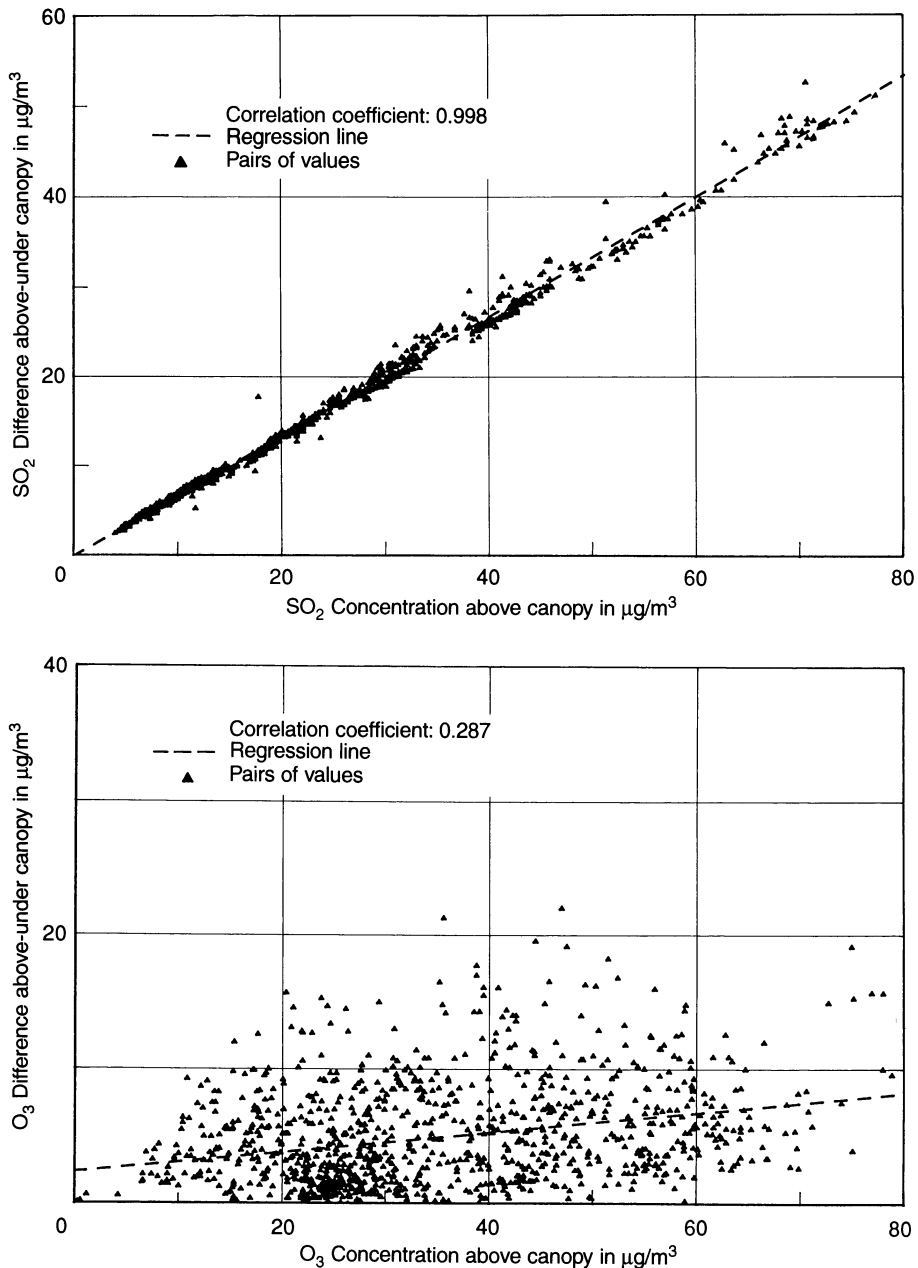 60
Correlation coefficient: 0.998
Regression line
Pairs of values
40
20
0
20
40
60
80
SO₂ Difference above-under canopy in μg/m³
SO₂ Concentration above canopy in μg/m³
40
Correlation coefficient: 0.287
Regression line
Pairs of values
20
0
20
40
60
80
O₃ Difference above-under canopy in μg/m³
O₃ Concentration above canopy in μg/m³